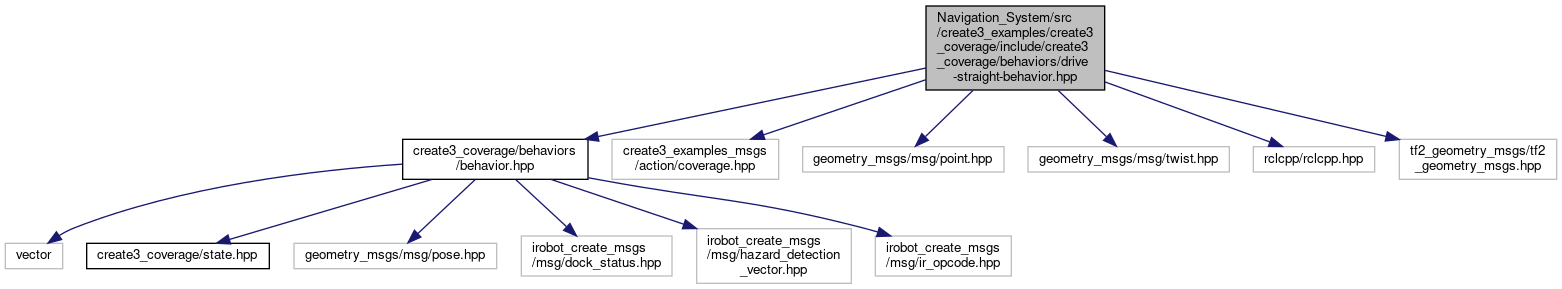 Navigation_System/src
/create3_examples/create3
_coverage/include/create3
_coverage/behaviors/drive
-straight-behavior.hpp
create3_coverage/behaviors
/behavior.hpp
create3_examples_msgs
/action/coverage.hpp
geometry_msgs/msg/point.hpp
geometry_msgs/msg/twist.hpp
rclcpp/rclcpp.hpp
tf2_geometry_msgs/tf2
_geometry_msgs.hpp
vector
create3_coverage/state.hpp
geometry_msgs/msg/pose.hpp
irobot_create_msgs
/msg/dock_status.hpp
irobot_create_msgs
/msg/hazard_detection
_vector.hpp
irobot_create_msgs
/msg/ir_opcode.hpp